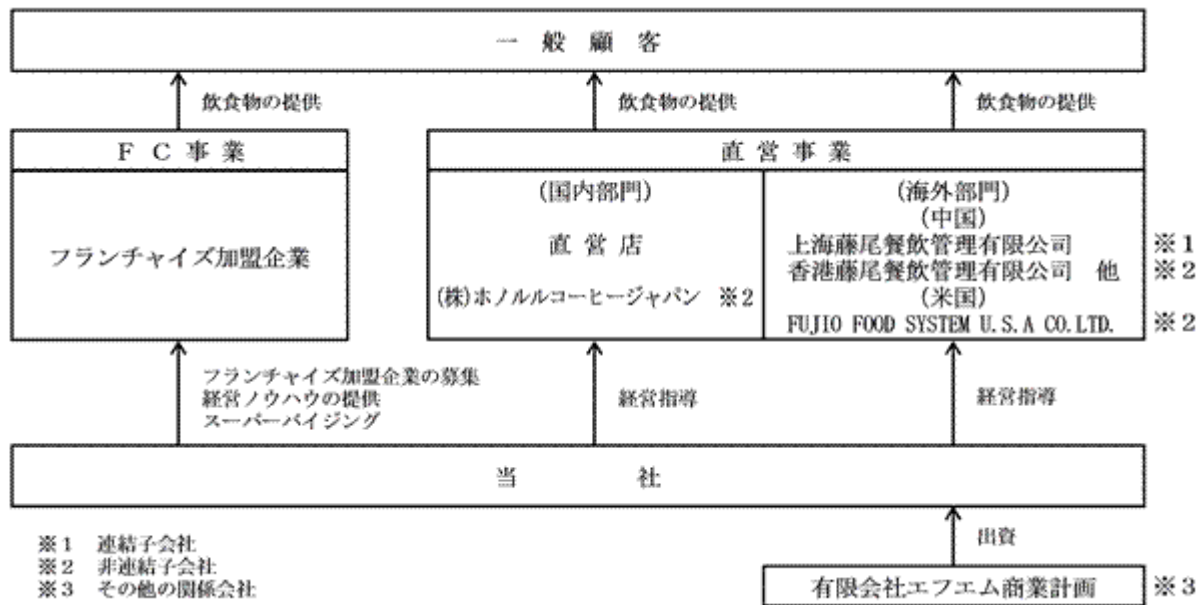 一般顧客
飲食物の提供 飲食物の提供 飲食物の提供
FC事業
直営事業
フランチャイズ加盟企業
(国内部門)
直営店
(株)ホノルルコーヒージャパン ※2
(海外部門)
(中国)
上海藤尾餐飲管理有限公司 ※1
香港藤尾餐飲管理有限公司 他 ※2
(米国)
FUJIO FOOD SYSTEM U.S.A CO.LTD. ※2
フランチャイズ加盟企業の募集
経営ノウハウの提供
スーパーバイジング
経営指導
経営指導
当社
出資
有限会社エフエム商業計画 ※3
※1 連結子会社
※2 非連結子会社
※3 その他の関係会社